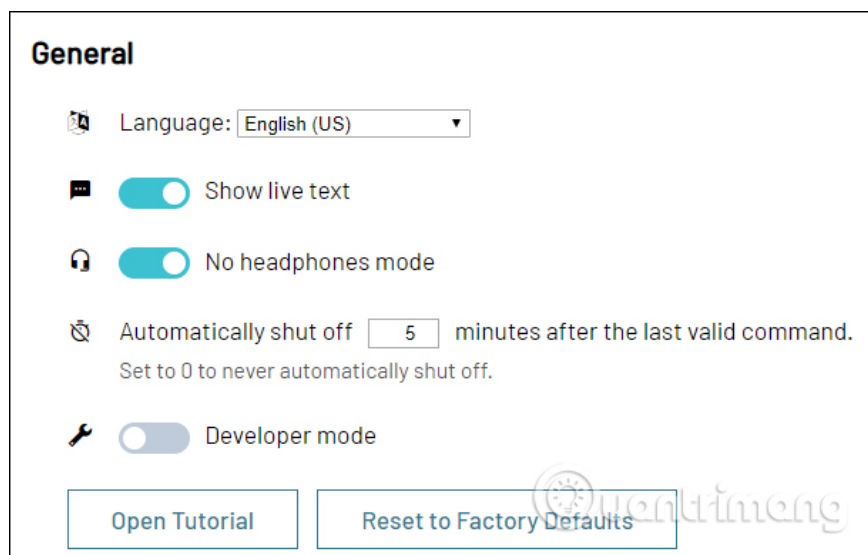 General
Language: English (US)
Show live text
No headphones mode
Automatically shut off 5 minutes after the last valid command.
Set to 0 to never automatically shut off.
Developer mode
Open Tutorial Reset to Factory Defaults
Quantrimang